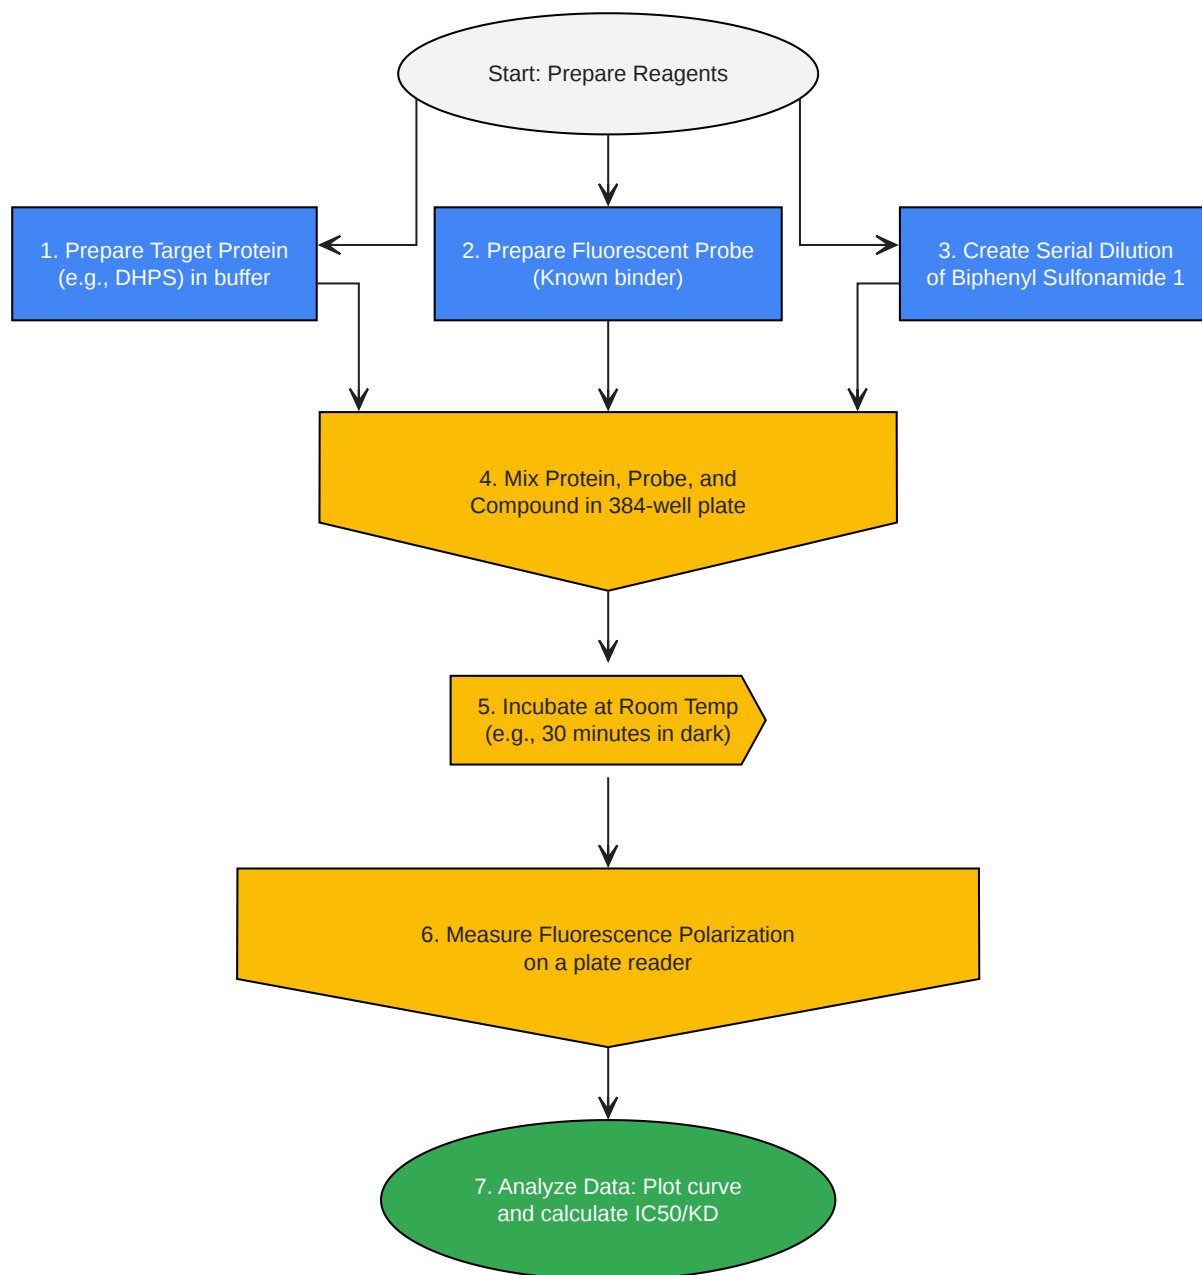 Start: Prepare Reagents
1. Prepare Target Protein
(e.g., DHPS) in buffer
2. Prepare Fluorescent Probe
(Known binder)
3. Create Serial Dilution
of Biphenyl Sulfonamide 1
4. Mix Protein, Probe, and
Compound in 384-well plate
5. Incubate at Room Temp
(e.g., 30 minutes in dark)
6. Measure Fluorescence Polarization
on a plate reader
7. Analyze Data: Plot curve
and calculate IC50/KD